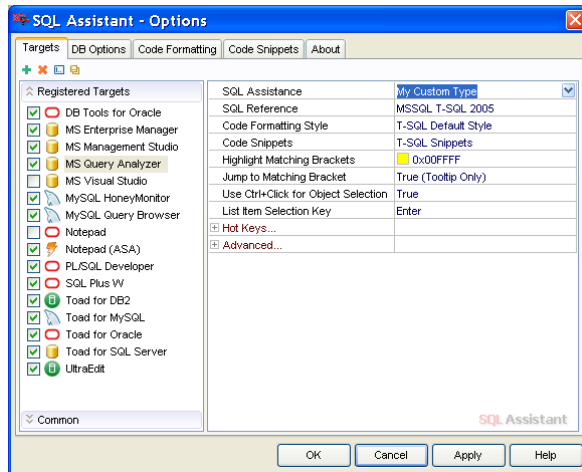 SQL Assistant - Options
Targets DB Options Code Formatting Code Snippets About
Registered Targets
DB Tools for Oracle
MS Enterprise Manager
MS Management Studio
MS Query Analyzer
MS Visual Studio
MySQL HoneyMonitor
MySQL Query Browser
Notepad
Notepad (ASA)
PL/SQL Developer
SQL Plus W
Toad for DB2
Toad for MySQL
Toad for Oracle
Toad for SQL Server
UltraEdit
Common
SQL Assistance My Custom Type
SQL Reference MSSQL T-SQL 2005
Code Formatting Style T-SQL Default Style
Code Snippets T-SQL Snippets
Highlight Matching Brackets 0x00FFFF
Jump to Matching Bracket True (Tooltip Only)
Use Ctrl+Click for Object Selection True
List Item Selection Key Enter
Hot Keys...
Advanced...
SQL Assistant
OK Cancel Apply Help